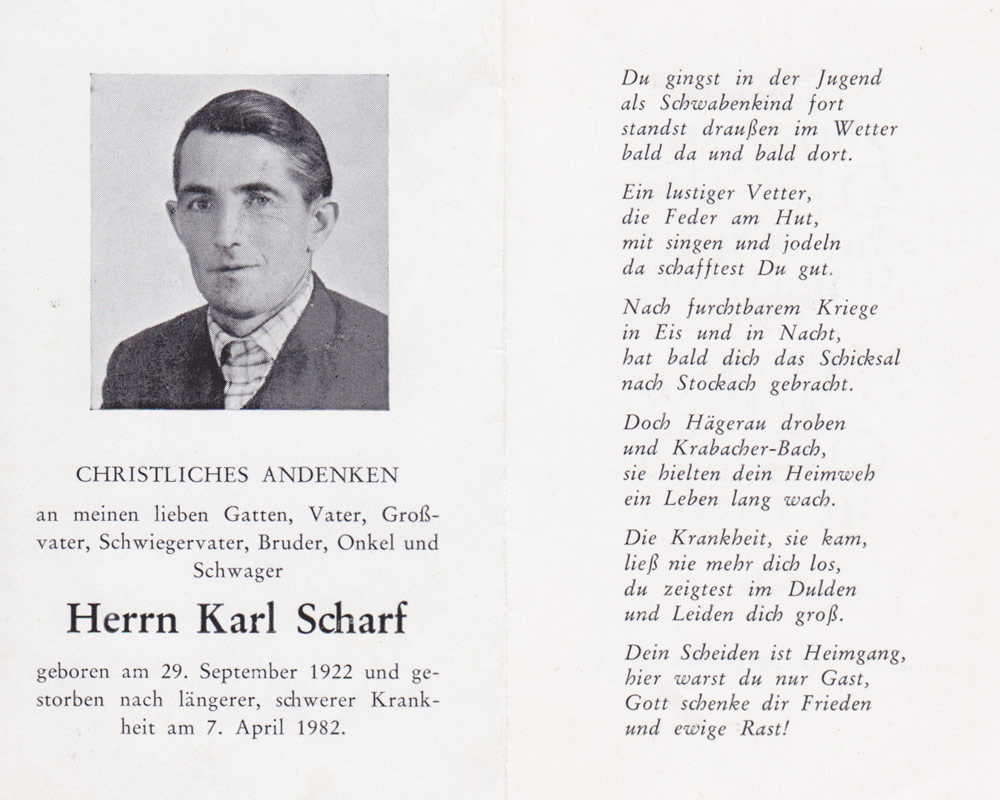 CHRISTLICHES ANDENKEN
an meinen lieben Gatten, Vater, Groß-
vater, Schwiegervater, Bruder, Onkel und
Schwager
Herrn Karl Scharf
geboren am 29. September 1922 und ge-
storben nach längerer, schwerer Krank-
heit am 7. April 1982.
Du gingst in der Jugend
als Schwabenkind fort
standst draußen im Wetter
bald da und bald dort.
Ein lustiger Vetter,
die Feder am Hut,
mit singen und jodeln
da schafftest Du gut.
Nach furchtbarem Kriege
in Eis und in Nacht,
hat bald dich das Schicksal
nach Stockach gebracht.
Doch Hägerau droben
und Krabacher-Bach,
sie hielten dein Heimweh
ein Leben lang wach.
Die Krankheit, sie kam,
ließ nie mehr dich los,
du zeigtest im Dulden
und Leiden dich groß.
Dein Scheiden ist Heimgang,
hier warst du nur Gast,
Gott schenke dir Frieden
und ewige Rast!